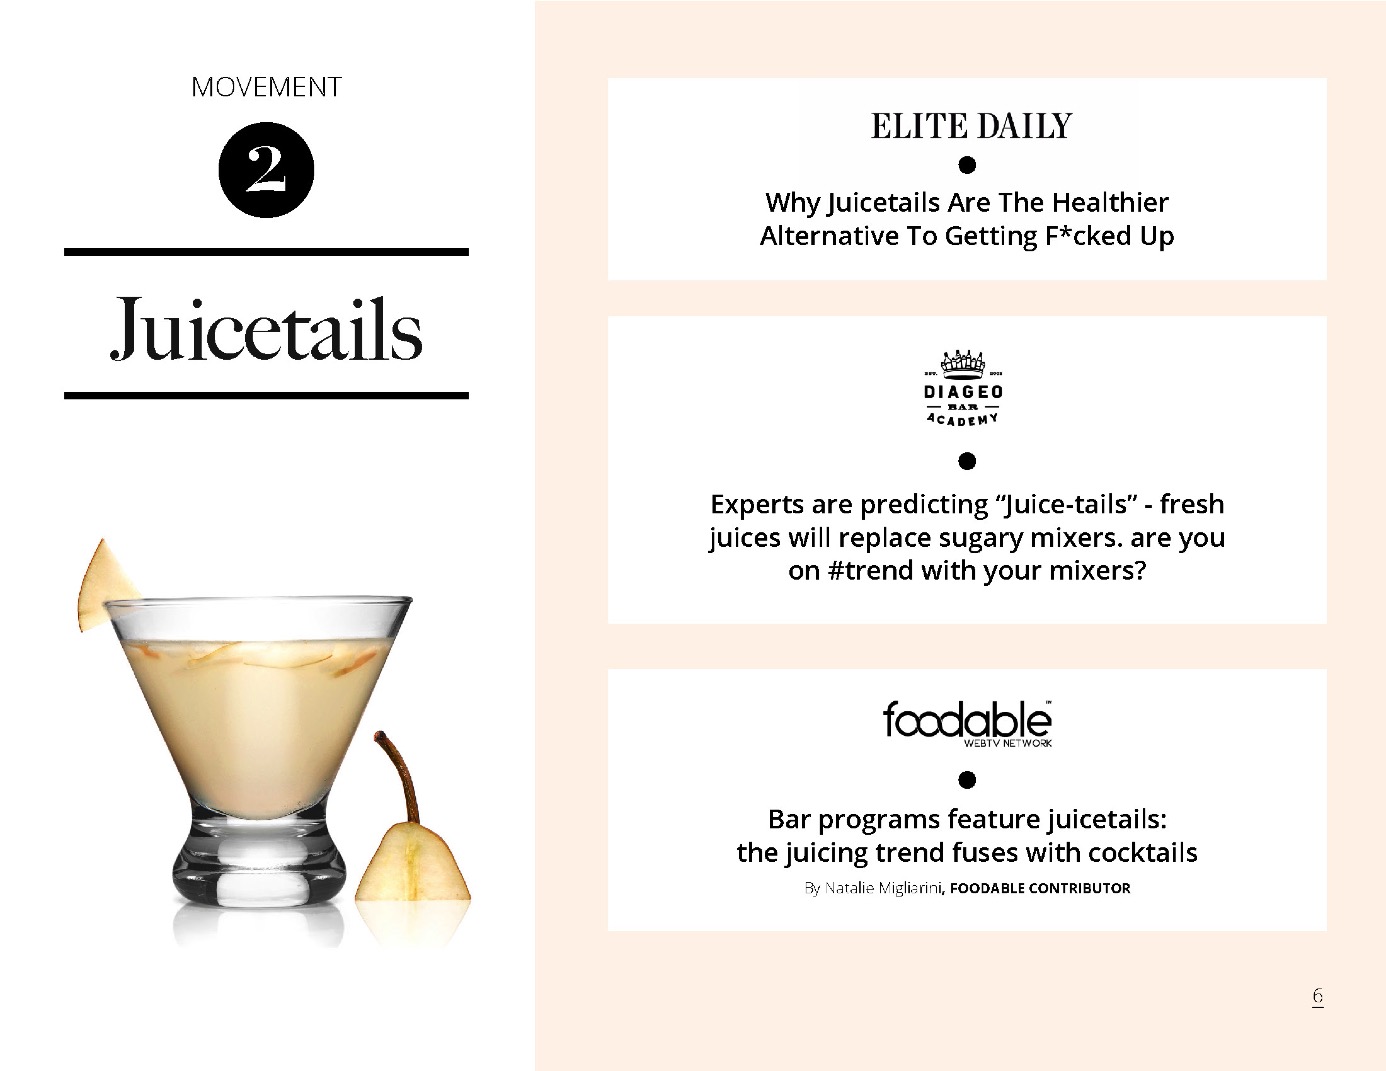 MOVEMENT
2
Juicetails
ELITE DAILY
Why Juicetails Are The Healthier
Alternative To Getting F*cked Up
DIAGEO
BAR
ACADEMY
Experts are predicting “Juice-tails” - fresh
juices will replace sugary mixers. are you
on #trend with your mixers?
foodable
WEBTV NETWORK
Bar programs feature juicetails:
the juicing trend fuses with cocktails
By Natalie Migliarini, FOODABLE CONTRIBUTOR
6